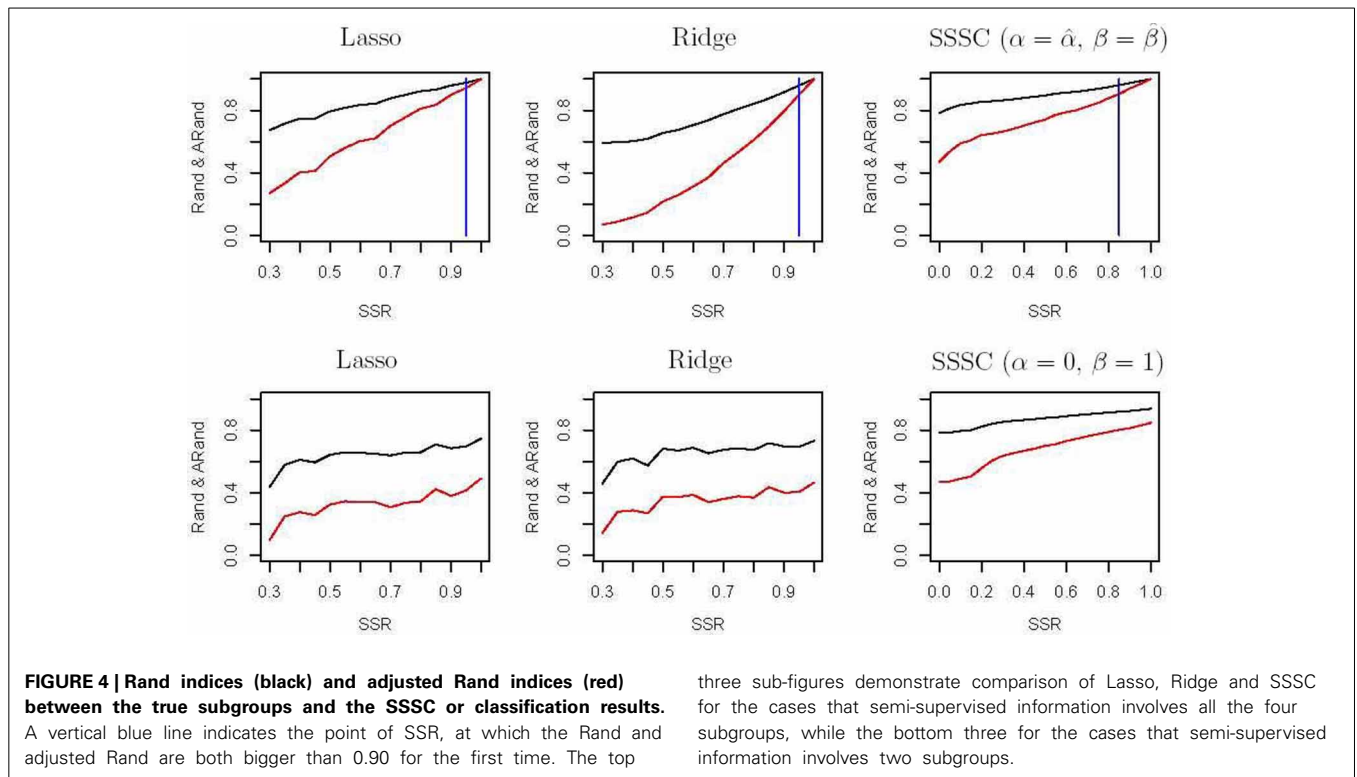 Lasso
Ridge
SSSC (α = α̂, β = β̂)
Rand & ARand
0.0 0.4 0.8
0.3 0.5 0.7 0.9
SSR
Rand & ARand
0.0 0.4 0.8
0.3 0.5 0.7 0.9
SSR
Rand & ARand
0.0 0.4 0.8
0.0 0.2 0.4 0.6 0.8 1.0
SSR
Lasso
Ridge
SSSC (α = 0, β = 1)
Rand & ARand
0.0 0.4 0.8
0.3 0.5 0.7 0.9
SSR
Rand & ARand
0.0 0.4 0.8
0.3 0.5 0.7 0.9
SSR
Rand & ARand
0.0 0.4 0.8
0.0 0.2 0.4 0.6 0.8 1.0
SSR
FIGURE 4 | Rand indices (black) and adjusted Rand indices (red)
between the true subgroups and the SSSC or classification results.
A vertical blue line indicates the point of SSR, at which the Rand and
adjusted Rand are both bigger than 0.90 for the first time. The top
three sub-figures demonstrate comparison of Lasso, Ridge and SSSC
for the cases that semi-supervised information involves all the four
subgroups, while the bottom three for the cases that semi-supervised
information involves two subgroups.